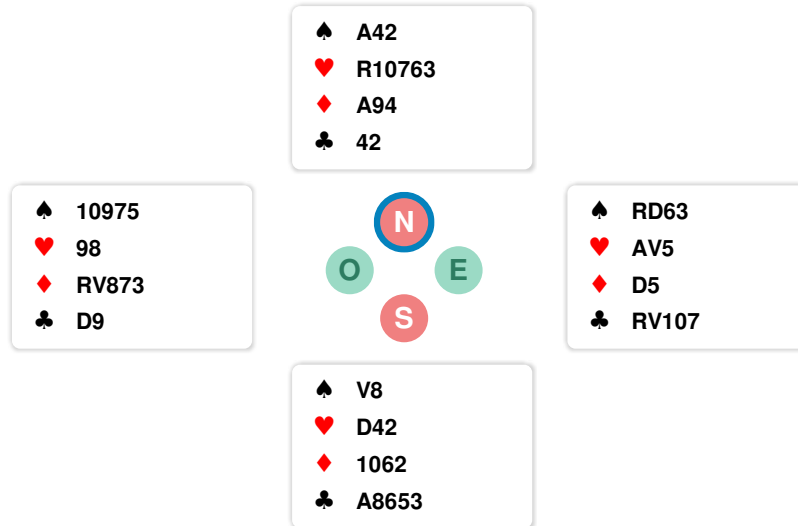 ♠ A42
♥ R10763
♦ A94
♣ 42
♠ 10975
♥ 98
♦ RV873
♣ D9
N
O E
S
♠ RD63
♥ AV5
♦ D5
♣ RV107
♠ V8
♥ D42
♦ 1062
♣ A8653